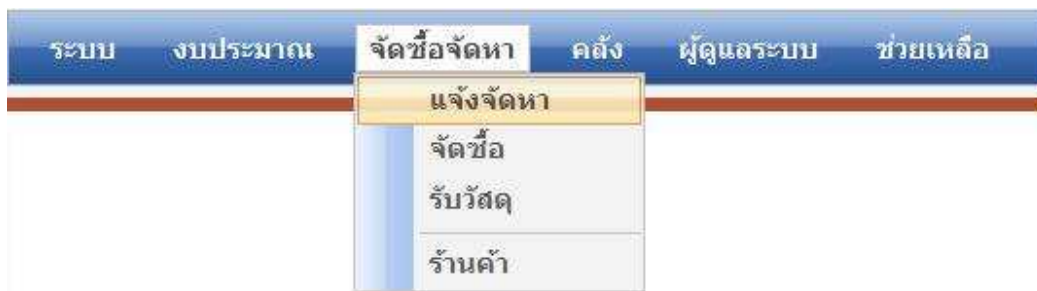 ระบบ งบประมาณ จัดซื้อจัดหา คลัง ผู้ดูแลระบบ ช่วยเหลือ
แจ้งจัดหา
จัดซื้อ
รับวัสดุ
ร้านค้า